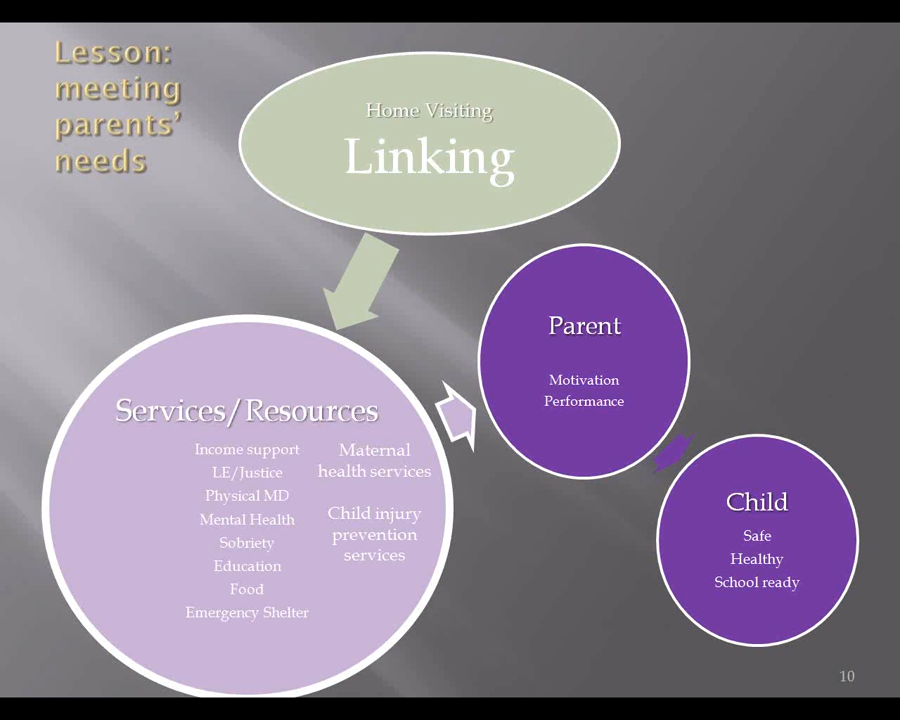 Lesson:
meeting
parents’
needs
Home Visiting
Linking
Services/Resources
Income support
LE/Justice
Physical MD
Mental Health
Sobriety
Education
Food
Emergency Shelter
Maternal
health services
Child injury
prevention
services
Parent
Motivation
Performance
Child
Safe
Healthy
School ready
10